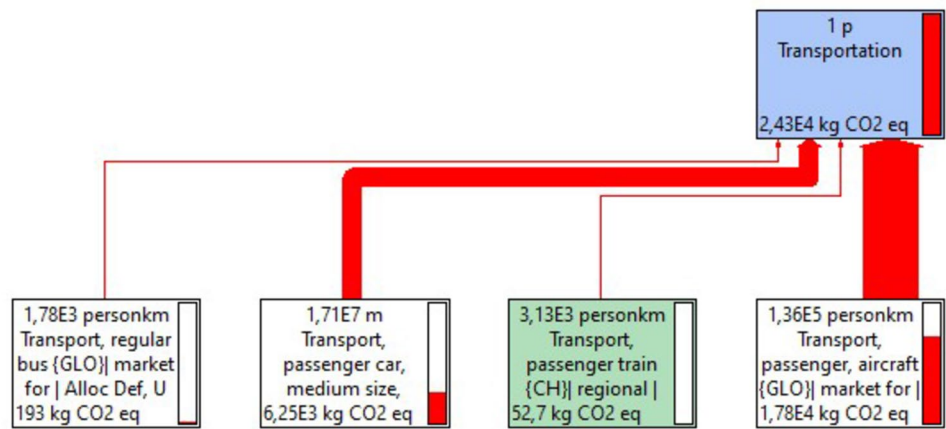 1 p
Transportation
2,43E4 kg CO2 eq
1,78E3 personkm
Transport, regular
bus {GLO}| market
for | Alloc Def, U
193 kg CO2 eq
1,71E7 m
Transport,
passenger car,
medium size,
6,25E3 kg CO2 eq
3,13E3 personkm
Transport,
passenger train
{CH}| regional |
52,7 kg CO2 eq
1,36E5 personkm
Transport,
passenger, aircraft
{GLO}| market for |
1,78E4 kg CO2 eq